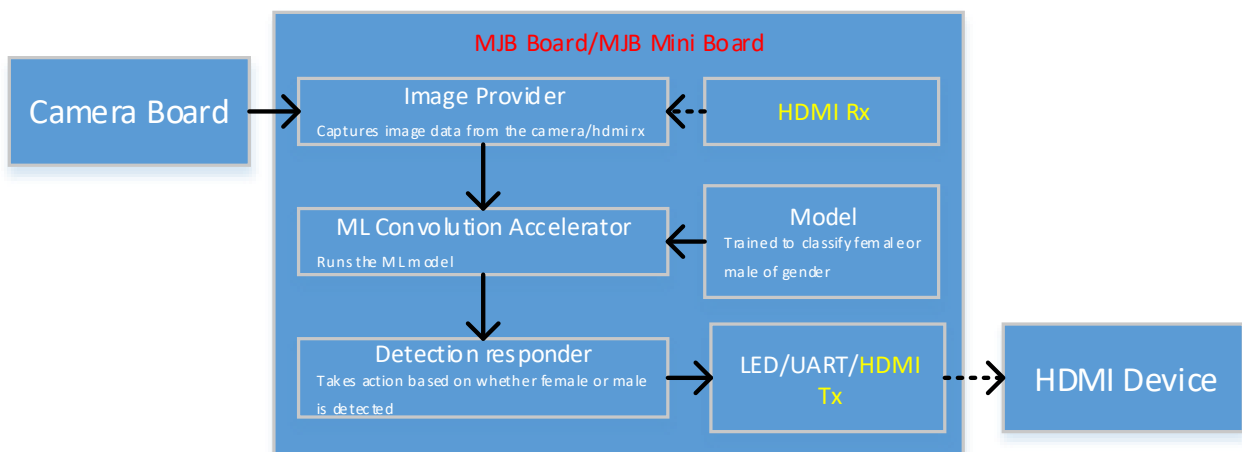 MJB Board/MJB Mini Board
Camera Board
Image Provider
Captures image data from the camera/hdmi rx
HDMI Rx
ML Convolution Accelerator
Runs the ML model
Model
Trained to classify female or
male of gender
Detection responder
Takes action based on whether female or male
is detected
LED/UART/HDMI
Tx
HDMI Device